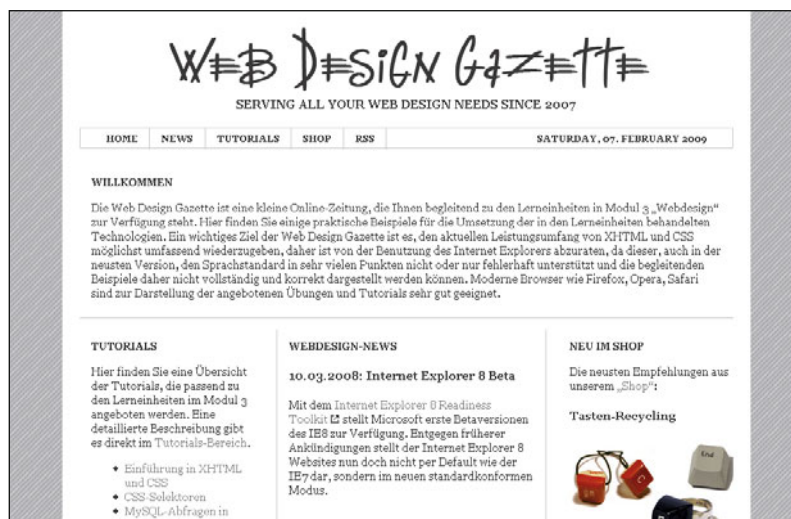 WEB DESIGN GAZETTE
SERVING ALL YOUR WEB DESIGN NEEDS SINCE 2007
HOME NEWS TUTORIALS SHOP RSS SATURDAY, 07. FEBRUARY 2009
WILLKOMMEN
Die Web Design Gazette ist eine kleine Online-Zeitung, die Ihnen begleitend zu den Lerneinheiten in Modul 3 „Webdesign“
zur Verfügung steht. Hier finden Sie einige praktische Beispiele für die Umsetzung der in den Lerneinheiten behandelten
Technologien. Ein wichtiges Ziel der Web Design Gazette ist es, den aktuellen Leistungsumfang von XHTML und CSS
möglichst umfassend wiederzugeben, daher ist von der Benutzung des Internet Explorers abzuraten, da dieser, auch in der
neusten Version, den Sprachstandard in sehr vielen Punkten nicht oder nur fehlerhaft unterstützt und die begleitenden
Beispiele daher nicht vollständig und korrekt dargestellt werden können. Moderne Browser wie Firefox, Opera, Safari
sind zur Darstellung der angebotenen Übungen und Tutorials sehr gut geeignet.
TUTORIALS
Hier finden Sie eine Übersicht
der Tutorials, die passend zu
den Lerneinheiten im Modul 3
angeboten werden. Eine
detaillierte Beschreibung gibt
es direkt im Tutorials-Bereich.
Einführung in XHTML
und CSS
CSS-Selektoren
MySQL-Abfragen in
WEBDESIGN-NEWS
10.03.2008: Internet Explorer 8 Beta
Mit dem Internet Explorer 8 Readiness
Toolkit stellt Microsoft erste Betaversionen
des IE8 zur Verfügung. Entgegen früherer
Ankündigungen stellt der Internet Explorer 8
Websites nun doch nicht per Default wie der
IE7 dar, sondern im neuen standardkonformen
Modus.
NEU IM SHOP
Die neusten Empfehlungen aus
unserem „Shop“:
Tasten-Recycling
End